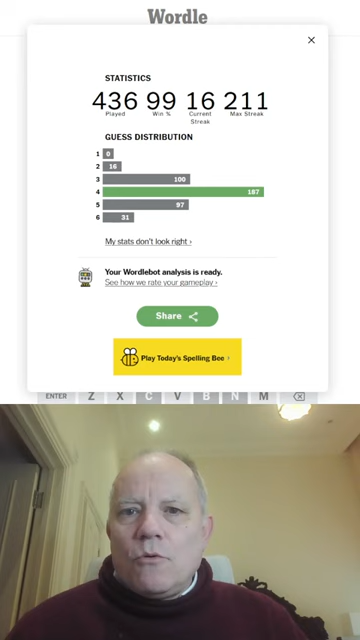 Wordle
STATISTICS
436 99 16 211
Played Win % Current Streak Max Streak
GUESS DISTRIBUTION
1 0
2 16
3 100
4 187
5 97
6 31
My stats don't look right ›
Your Wordlebot analysis is ready.
See how we rate your gameplay ›
Share
Play Today's Spelling Bee ›
ENTER Z X C V B N M